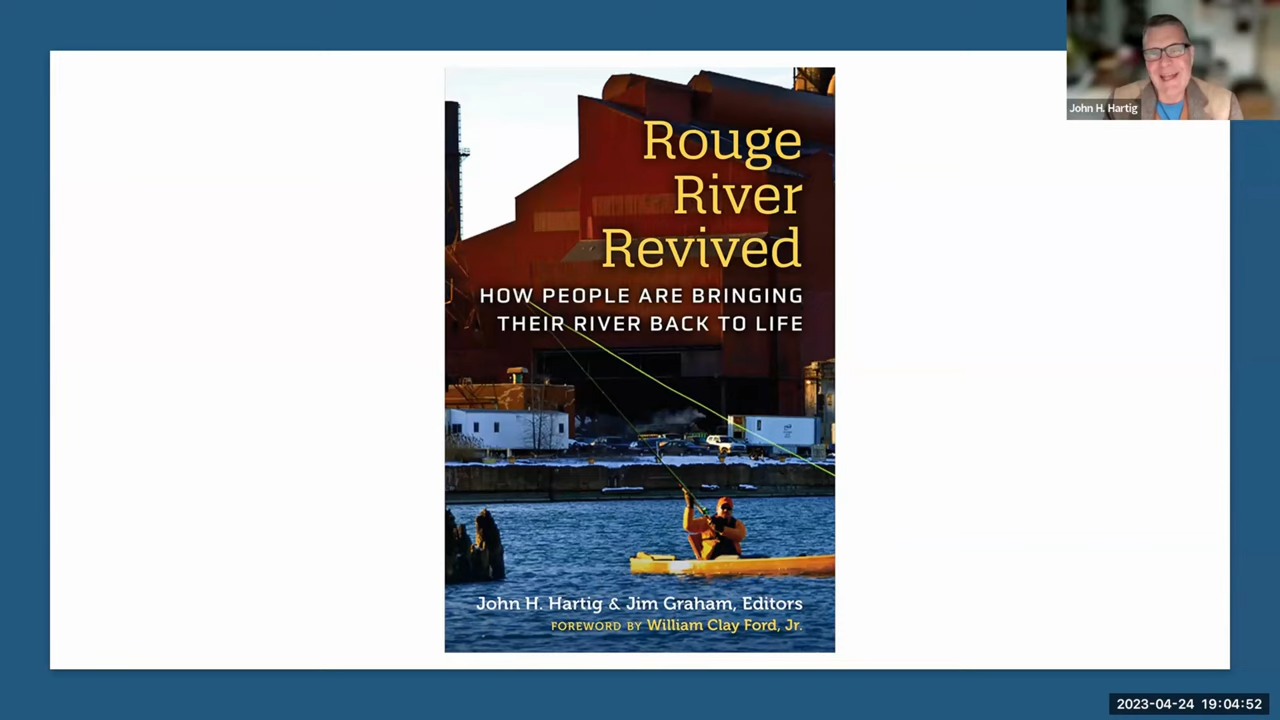 John H. Hartig
Rouge
River
Revived
HOW PEOPLE ARE BRINGING
THEIR RIVER BACK TO LIFE
John H. Hartig & Jim Graham, Editors
FOREWORD BY William Clay Ford, Jr.
2023-04-24 19:04:52